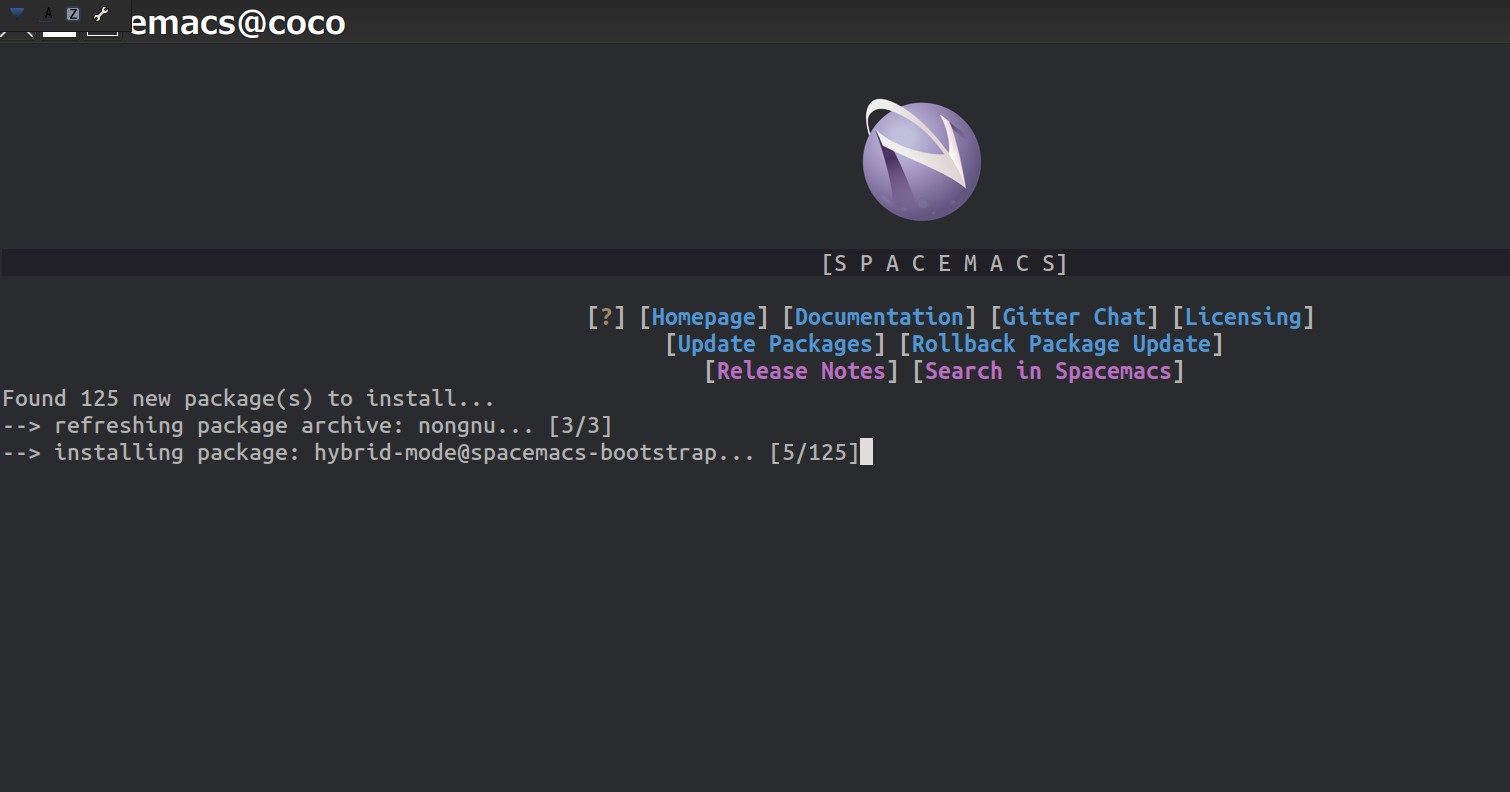 A Z
emacs@coco
[S P A C E M A C S]
[?] [Homepage] [Documentation] [Gitter Chat] [Licensing]
[Update Packages] [Rollback Package Update]
[Release Notes] [Search in Spacemacs]
Found 125 new package(s) to install...
--> refreshing package archive: nongnu... [3/3]
--> installing package: hybrid-mode@spacemacs-bootstrap... [5/125]